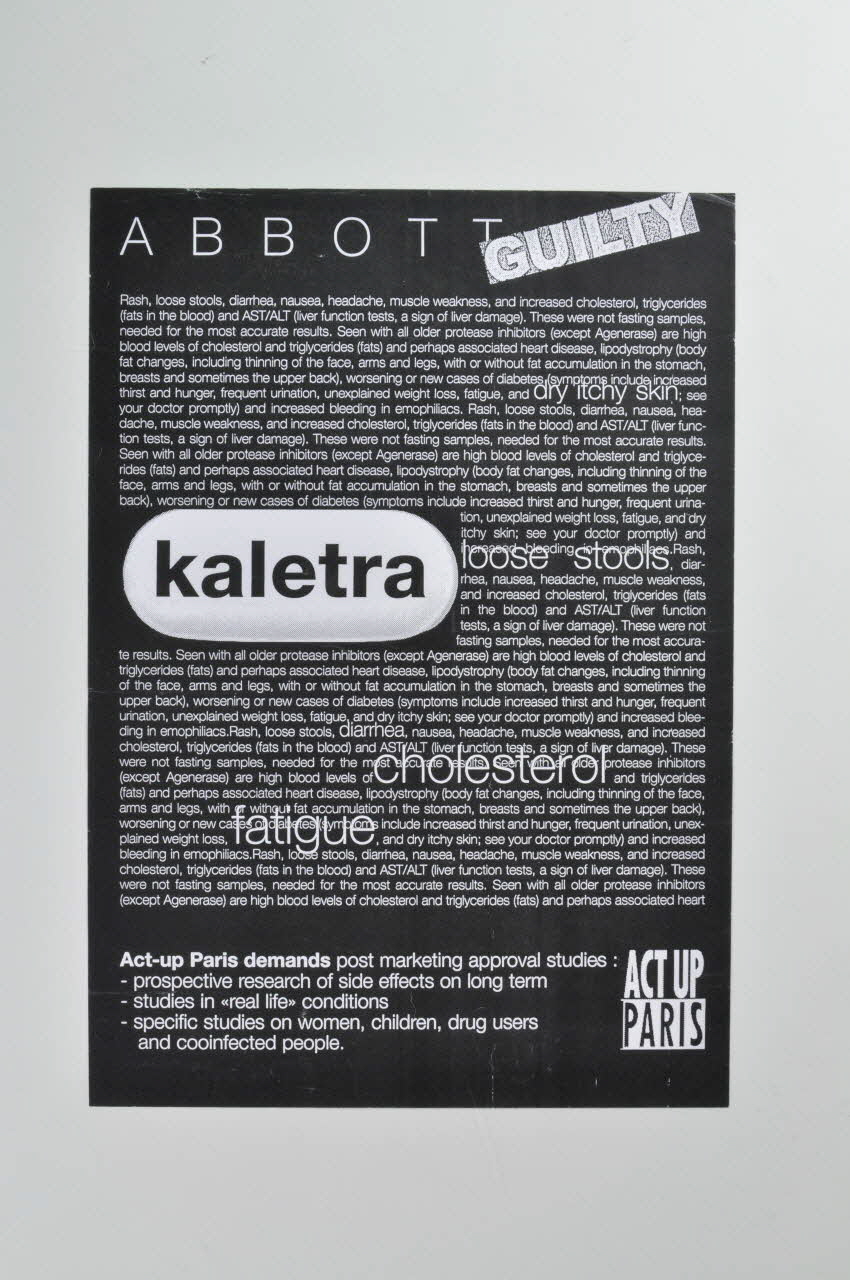 ABBOTT GUILTY
Rash, loose stools, diarrhea, nausea, headache, muscle weakness, and increased cholesterol, triglycerides
(fats in the blood) and AST/ALT (liver function tests, a sign of liver damage). These were not fasting samples,
needed for the most accurate results. Seen with all older protease inhibitors (except Agenerase) are high
blood levels of cholesterol and triglycerides (fats) and perhaps associated heart disease, lipodystrophy (body
fat changes, including thinning of the face, arms and legs, with or without fat accumulation in the stomach,
breasts and sometimes the upper back), worsening or new cases of diabetes (symptoms include increased
thirst and hunger, frequent urination, unexplained weight loss, fatigue, and dry itchy skin; see
your doctor promptly) and increased bleeding in emophiliacs. Rash, loose stools, diarrhea, nausea, hea-
dache, muscle weakness, and increased cholesterol, triglycerides (fats in the blood) and AST/ALT (liver func-
tion tests, a sign of liver damage). These were not fasting samples, needed for the most accurate results.
Seen with all older protease inhibitors (except Agenerase) are high blood levels of cholesterol and triglyce-
rides (fats) and perhaps associated heart disease, lipodystrophy (body fat changes, including thinning of the
face, arms and legs, with or without fat accumulation in the stomach, breasts and sometimes the upper
back), worsening or new cases of diabetes (symptoms include increased thirst and hunger, frequent urina-
tion, unexplained weight loss, fatigue, and dry
itchy skin; see your doctor promptly) and
increased bleeding in emophiliacs.Rash,
kaletra
loose stools, diar-
rhea, nausea, headache, muscle weakness,
and increased cholesterol, triglycerides (fats
in the blood) and AST/ALT (liver function
tests, a sign of liver damage). These were not
fasting samples, needed for the most accura-
te results. Seen with all older protease inhibitors (except Agenerase) are high blood levels of cholesterol and
triglycerides (fats) and perhaps associated heart disease, lipodystrophy (body fat changes, including thinning
of the face, arms and legs, with or without fat accumulation in the stomach, breasts and sometimes the
upper back), worsening or new cases of diabetes (symptoms include increased thirst and hunger, frequent
urination, unexplained weight loss, fatigue, and dry itchy skin; see your doctor promptly) and increased blee-
ding in emophiliacs.Rash, loose stools, diarrhea, nausea, headache, muscle weakness, and increased
cholesterol, triglycerides (fats in the blood) and AST/ALT (liver function tests, a sign of liver damage). These
were not fasting samples, needed for the most accurate results. Seen with all older protease inhibitors
(except Agenerase) are high blood levels of cholesterol and triglycerides
(fats) and perhaps associated heart disease, lipodystrophy (body fat changes, including thinning of the face,
arms and legs, with or without fat accumulation in the stomach, breasts and sometimes the upper back),
worsening or new cases of diabetes (symptoms include increased thirst and hunger, frequent urination, unex-
plained weight loss, fatigue, and dry itchy skin; see your doctor promptly) and increased
bleeding in emophiliacs.Rash, loose stools, diarrhea, nausea, headache, muscle weakness, and increased
cholesterol, triglycerides (fats in the blood) and AST/ALT (liver function tests, a sign of liver damage). These
were not fasting samples, needed for the most accurate results. Seen with all older protease inhibitors
(except Agenerase) are high blood levels of cholesterol and triglycerides (fats) and perhaps associated heart
Act-up Paris demands post marketing approval studies :
- prospective research of side effects on long term
- studies in «real life» conditions
- specific studies on women, children, drug users
and cooinfected people.
ACT UP
PARIS